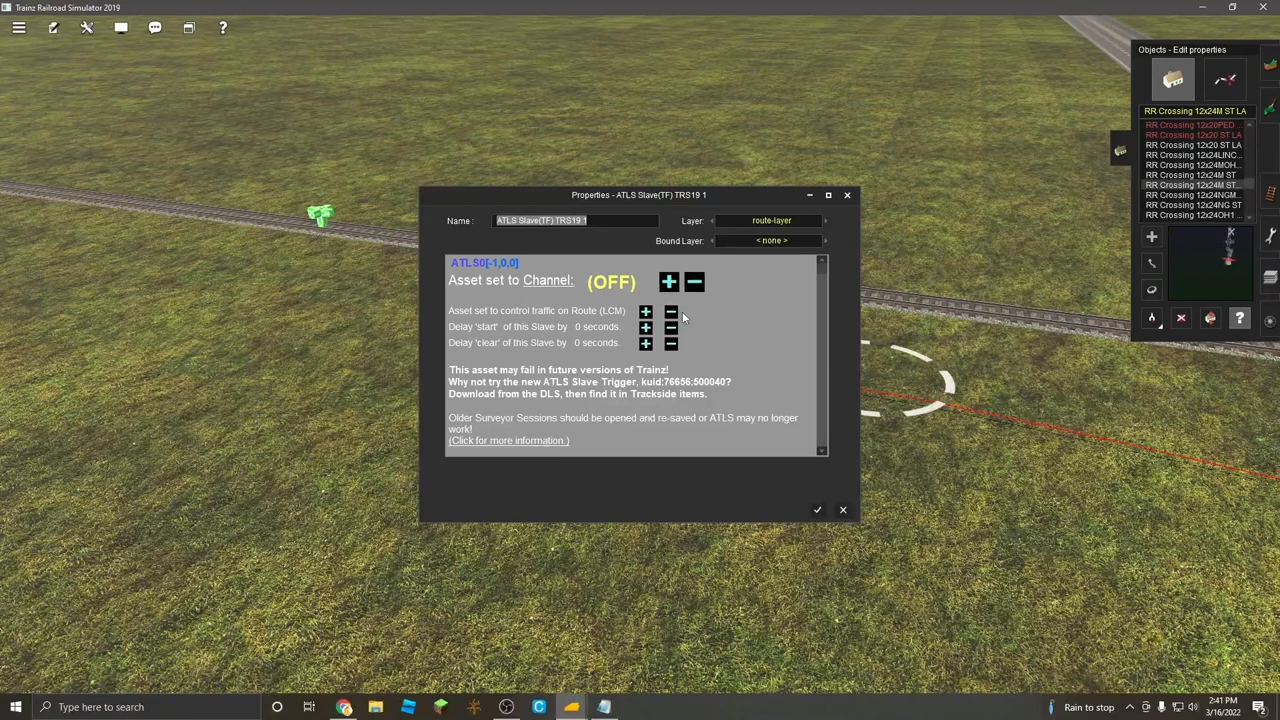 Trainz Railroad Simulator 2019
Objects - Edit properties
RR Crossing 12x24M ST LA
RR Crossing 12x20PED ...
RR Crossing 12x20 ST LA
RR Crossing 12x20 ST LA
RR Crossing 12x24LINC...
RR Crossing 12x24MOH...
RR Crossing 12x24M ST
RR Crossing 12x24M ST...
RR Crossing 12x24NGM...
RR Crossing 12x24NG ST
RR Crossing 12x24OH1 ...
Properties - ATLS Slave(TF) TRS19 1
Name : ATLS Slave(TF) TRS19 1 Layer: route-layer
Bound Layer: < none >
ATLS0[-1,0,0]
Asset set to Channel: (OFF)
Asset set to control traffic on Route (LCM)
Delay 'start' of this Slave by 0 seconds.
Delay 'clear' of this Slave by 0 seconds.
This asset may fail in future versions of Trainz!
Why not try the new ATLS Slave Trigger, kuid:76656:500040?
Download from the DLS, then find it in Trackside items.
Older Surveyor Sessions should be opened and re-saved or ATLS may no longer
work!
(Click for more information.)
Type here to search
Rain to stop
2:41 PM
3/16/2022
2